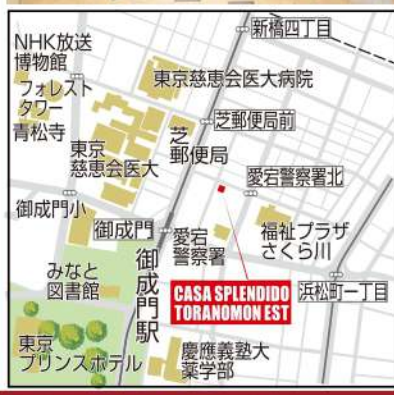 新橋四丁目
NHK放送
博物館
フォレスト
タワー
青松寺
東京慈恵会医大病院
芝郵便局前
芝
郵便局
東京
慈恵会医大
愛宕警察署北
御成門小
御成門
愛宕
警察署
福祉プラザ
さくら川
みなと
図書館
御成門駅
CASA SPLENDIDO
TORANOMON EST
浜松町一丁目
東京
プリンスホテル
慶應義塾大
薬学部